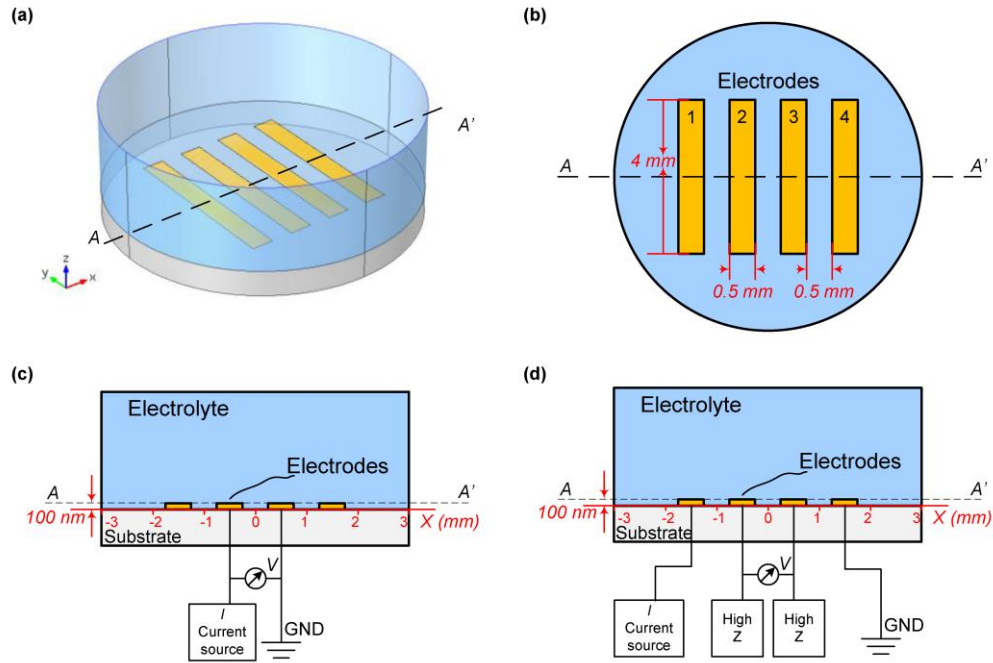 (a)
A'
A
z
y
x
(b)
Electrodes
1 2 3 4
4 mm
A A'
0.5 mm 0.5 mm
(c)
Electrolyte
Electrodes
A A'
100 nm
-3 -2 -1 0 1 2 3 X (mm)
Substrate
V
I
Current
source
GND
(d)
Electrolyte
Electrodes
A A'
100 nm
-3 -2 -1 0 1 2 3 X (mm)
Substrate
V
I
Current
source
High
Z
High
Z
GND